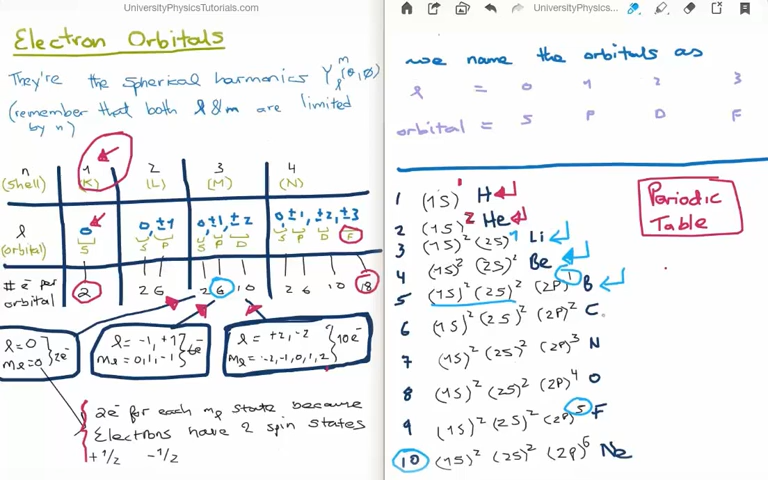 UniversityPhysicsTutorials.com
Electron Orbitals
They're the spherical harmonics Yₗᵐ(θ,∅)
(remember that both l & m are limited
by n)
n 1 2 3 4
(shell) (K) (L) (M) (N)
l 0 0, ±1 0, ±1, ±2 0, ±1, ±2, ±3
(orbital) S S P S P D S P D F
#e⁻ per 2 2 6 2 6 10 2 6 10 18
orbital
l=0
mₗ=0 } 2e⁻
l = -1, +1
mₗ = 0, 1, -1 } 6e⁻
l = +2, -2
mₗ = -2, -1, 0, 1, 2 } 10e⁻
2e⁻ for each mₗ state because
Electrons have 2 spin states
+1/2 -1/2
UniversityPhysics...
we name the orbitals as
l = 0 1 2 3
orbital = S P D F
Periodic
Table
1 (1S)¹ H
2 (1S)² He
3 (1S)² (2S)¹ Li
4 (1S)² (2S)² Be
5 (1S)² (2S)² (2P)¹ B
6 (1S)² (2S)² (2P)² C
7 (1S)² (2S)² (2P)³ N
8 (1S)² (2S)² (2P)⁴ O
9 (1S)² (2S)² (2P)⁵ F
10 (1S)² (2S)² (2P)⁶ Ne